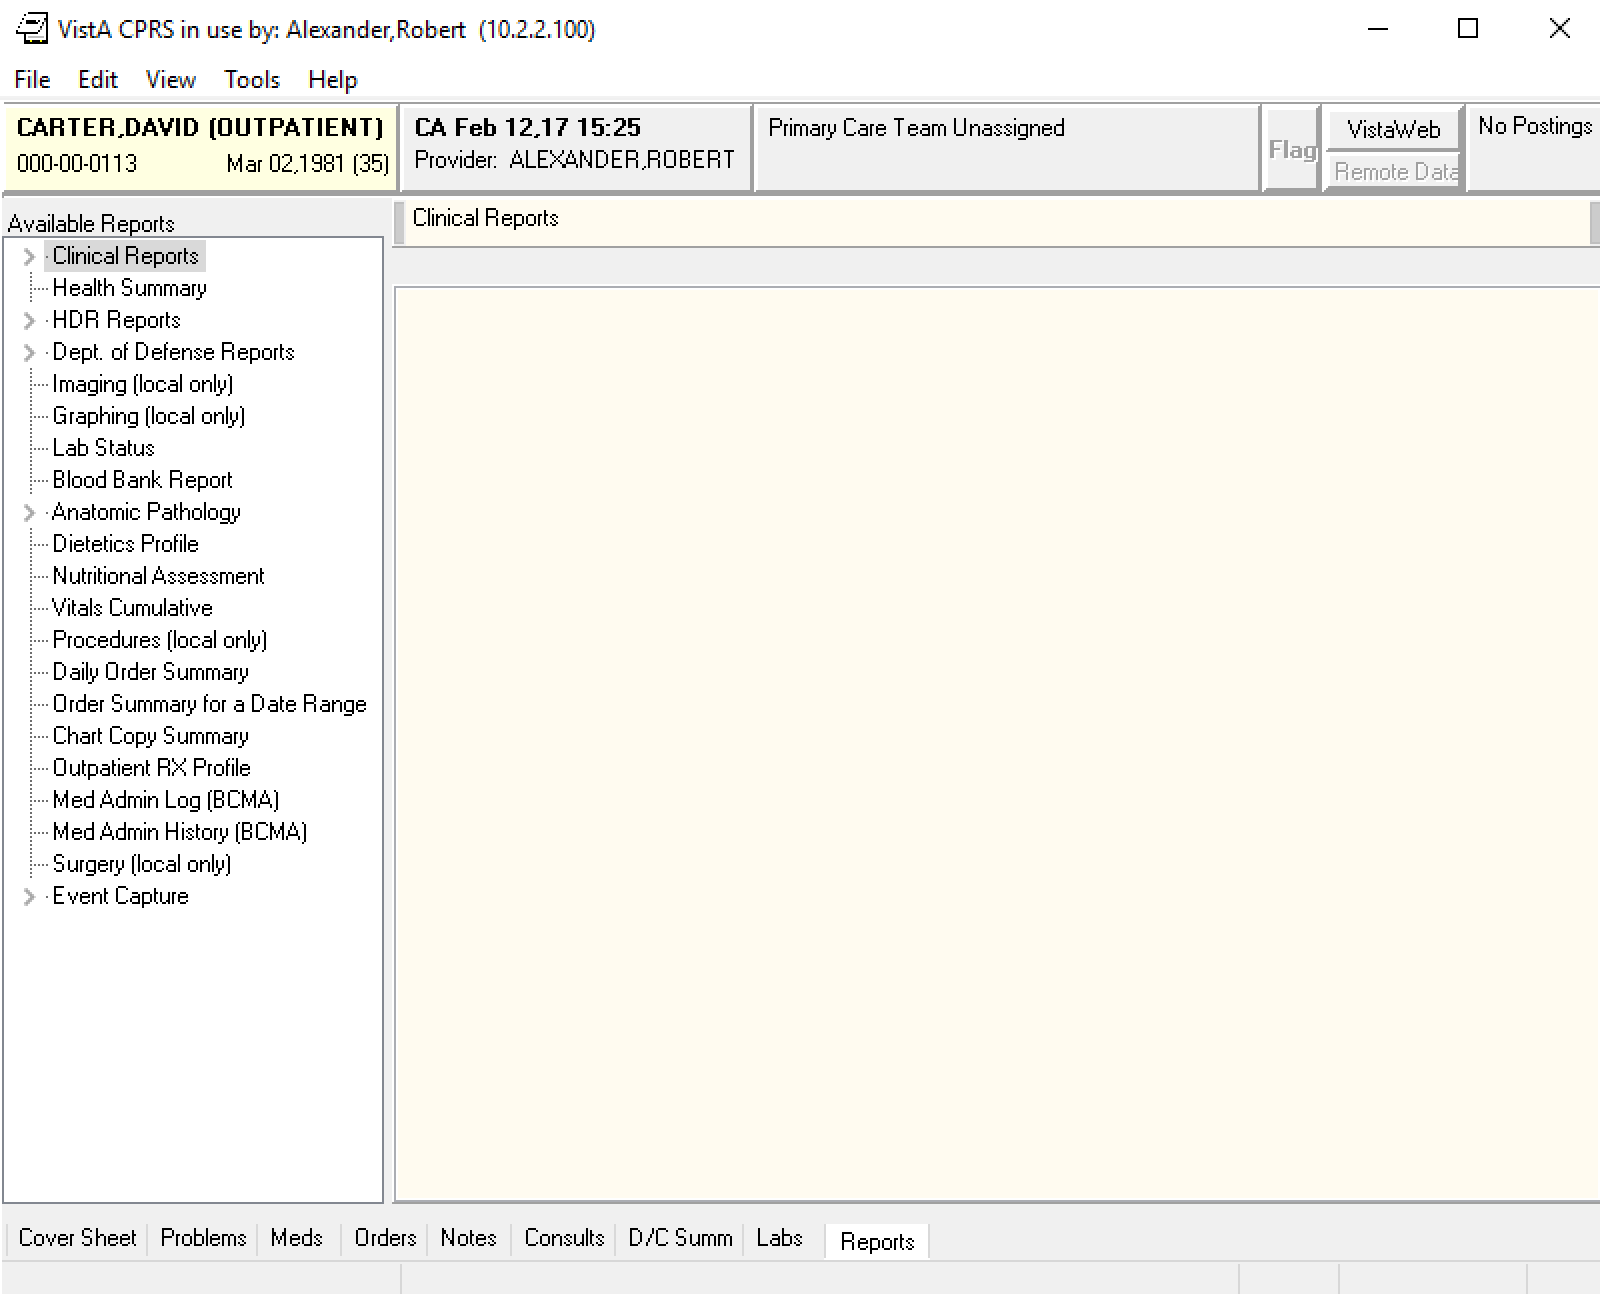 VistA CPRS in use by: Alexander,Robert (10.2.2.100)
File Edit View Tools Help
CARTER,DAVID (OUTPATIENT)
000-00-0113 Mar 02,1981 (35)
CA Feb 12,17 15:25
Provider: ALEXANDER,ROBERT
Primary Care Team Unassigned
Flag
VistaWeb
Remote Data
No Postings
Available Reports
Clinical Reports
Health Summary
HDR Reports
Dept. of Defense Reports
Imaging (local only)
Graphing (local only)
Lab Status
Blood Bank Report
Anatomic Pathology
Dietetics Profile
Nutritional Assessment
Vitals Cumulative
Procedures (local only)
Daily Order Summary
Order Summary for a Date Range
Chart Copy Summary
Outpatient RX Profile
Med Admin Log (BCMA)
Med Admin History (BCMA)
Surgery (local only)
Event Capture
Clinical Reports
Cover Sheet Problems Meds Orders Notes Consults D/C Summ Labs Reports